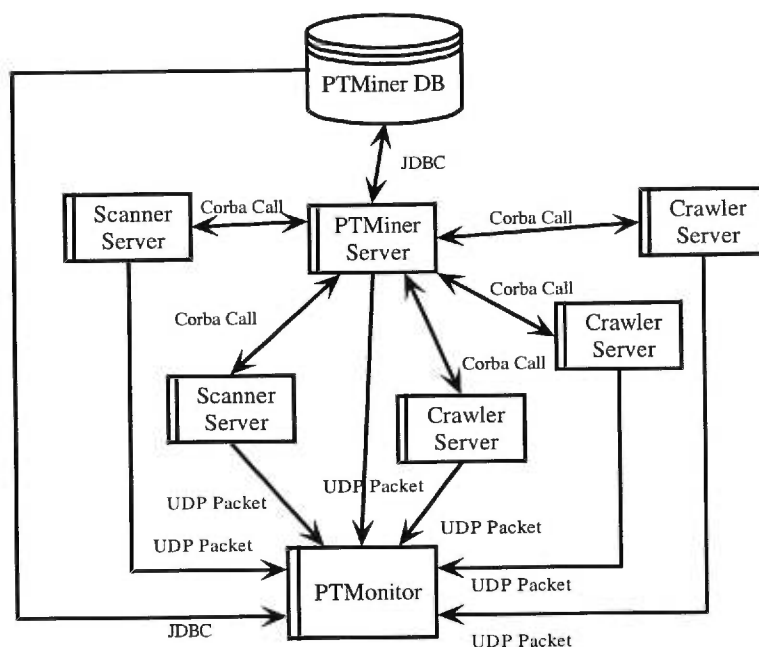 PTMiner DB
JDBC
Scanner
Server
Corba Call
PTMiner
Server
Corba Call
Crawler
Server
Corba Call
Corba Call
Crawler
Server
Corba Call
Scanner
Server
Crawler
Server
UDP Packet
UDP Packet
UDP Packet
UDP Packet
PTMonitor
UDP Packet
JDBC
UDP Packet